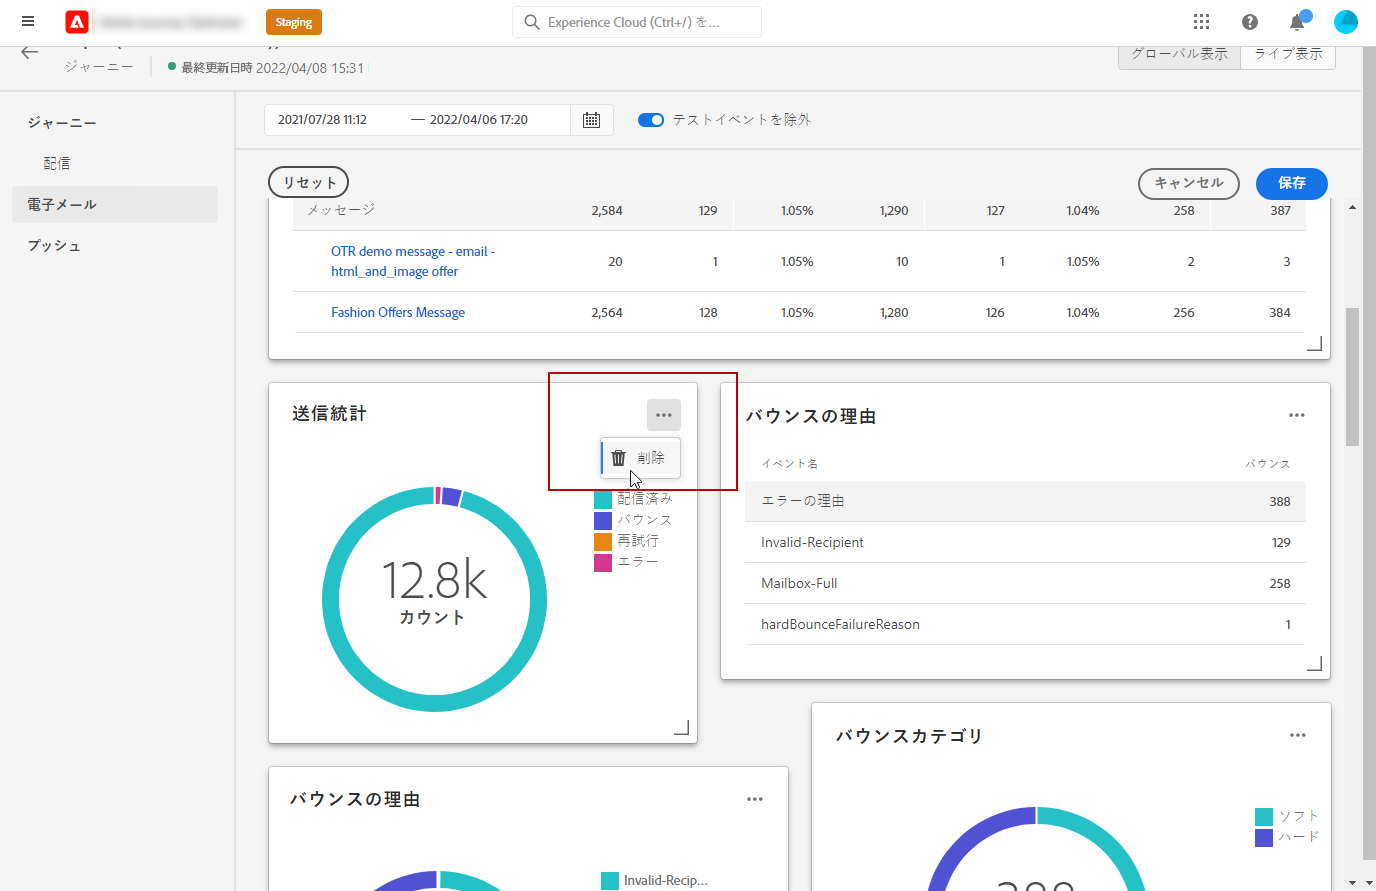 Staging
Experience Cloud (Ctrl+/) を...
ジャーニー
最終更新日時 2022/04/08 15:31
グローバル表示
ライブ表示
ジャーニー
配信
電子メール
プッシュ
2021/07/28 11:12 — 2022/04/06 17:20
テストイベントを除外
リセット
キャンセル
保存
メッセージ 2,584 129 1.05% 1,290 127 1.04% 258 387
OTR demo message - email -
html_and_image offer 20 1 1.05% 10 1 1.05% 2 3
Fashion Offers Message 2,564 128 1.05% 1,280 126 1.04% 256 384
送信統計
削除
配信済み
バウンス
再試行
エラー
12.8k
カウント
バウンスの理由
イベント名 バウンス
エラーの理由 388
Invalid-Recipient 129
Mailbox-Full 258
hardBounceFailureReason 1
バウンスの理由
Invalid-Recip...
バウンスカテゴリ
ソフト
ハード